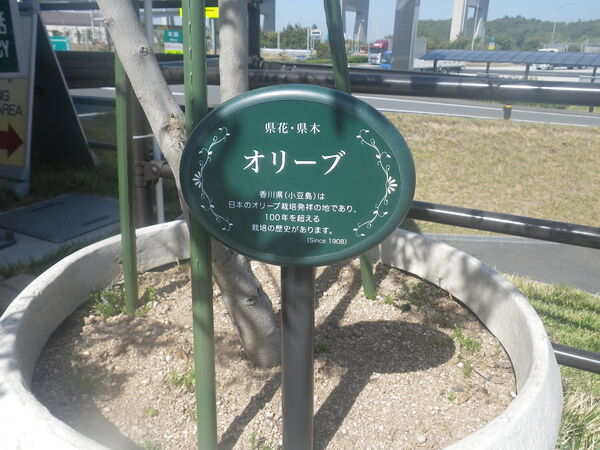 県花・県木
オリーブ
香川県(小豆島)は
日本のオリーブ栽培発祥の地であり、
100年を超える
栽培の歴史があります。
(Since 1908)
AREA